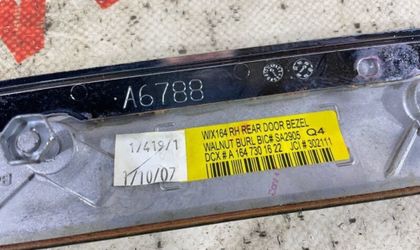 A6788
1/419/1
1/10/07
WIX164 RH REAR DOOR BEZEL
WALNUT BURL BIC# SA2905 Q4
DCX # A 164 730 16 22 JCI # 302111